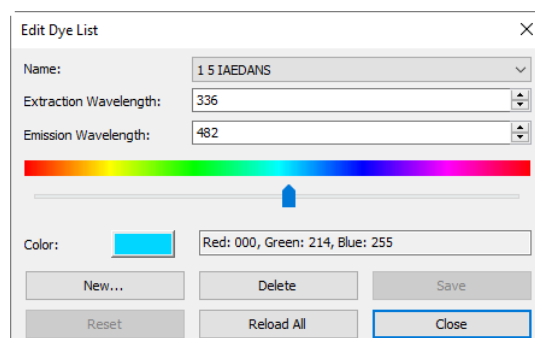 Edit Dye List
Name: 1 5 IAEDANS
Extraction Wavelength: 336
Emission Wavelength: 482
Color: Red: 000, Green: 214, Blue: 255
New... Delete Save
Reset Reload All Close